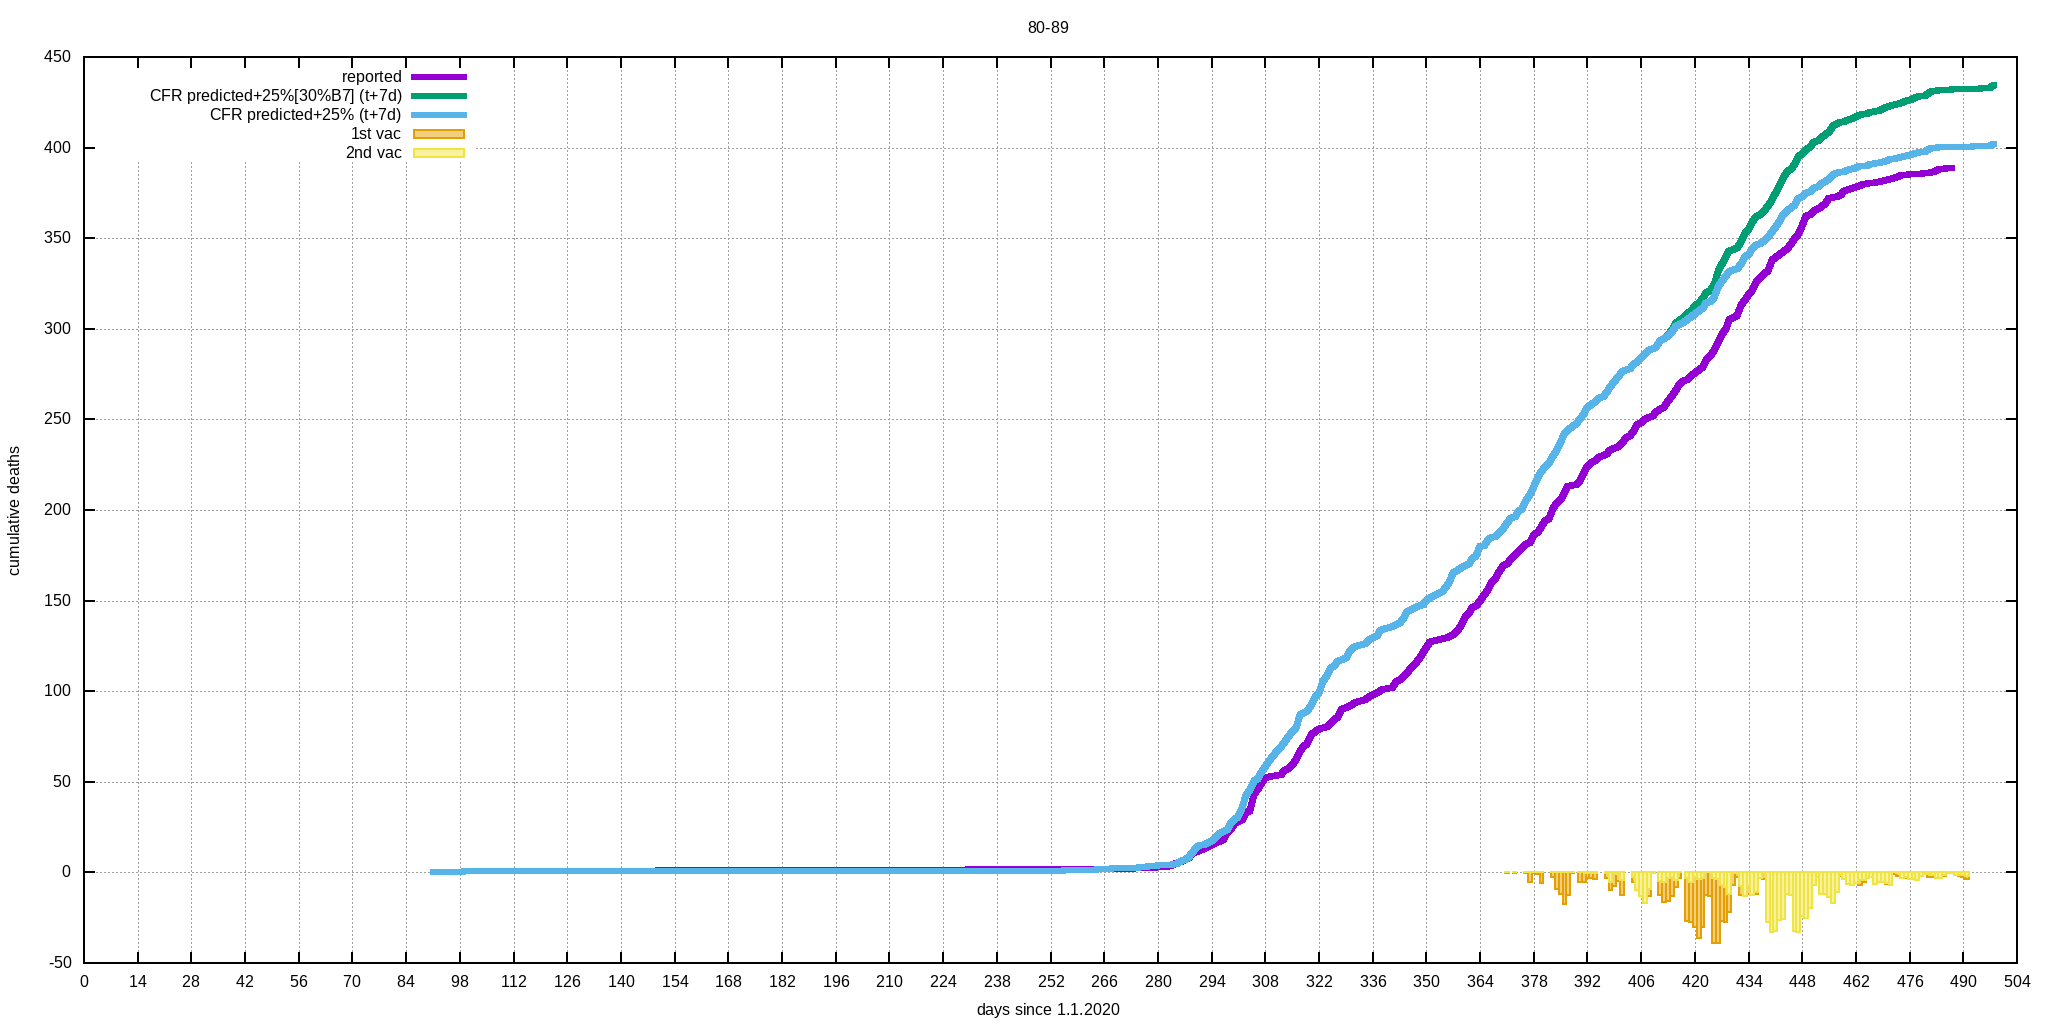 80-89
450
400
350
300
250
200
150
100
50
0
-50
cumulative deaths
reported
CFR predicted+25%[30%B7] (t+7d)
CFR predicted+25% (t+7d)
1st vac
2nd vac
0 14 28 42 56 70 84 98 112 126 140 154 168 182 196 210 224 238 252 266 280 294 308 322 336 350 364 378 392 406 420 434 448 462 476 490 504
days since 1.1.2020